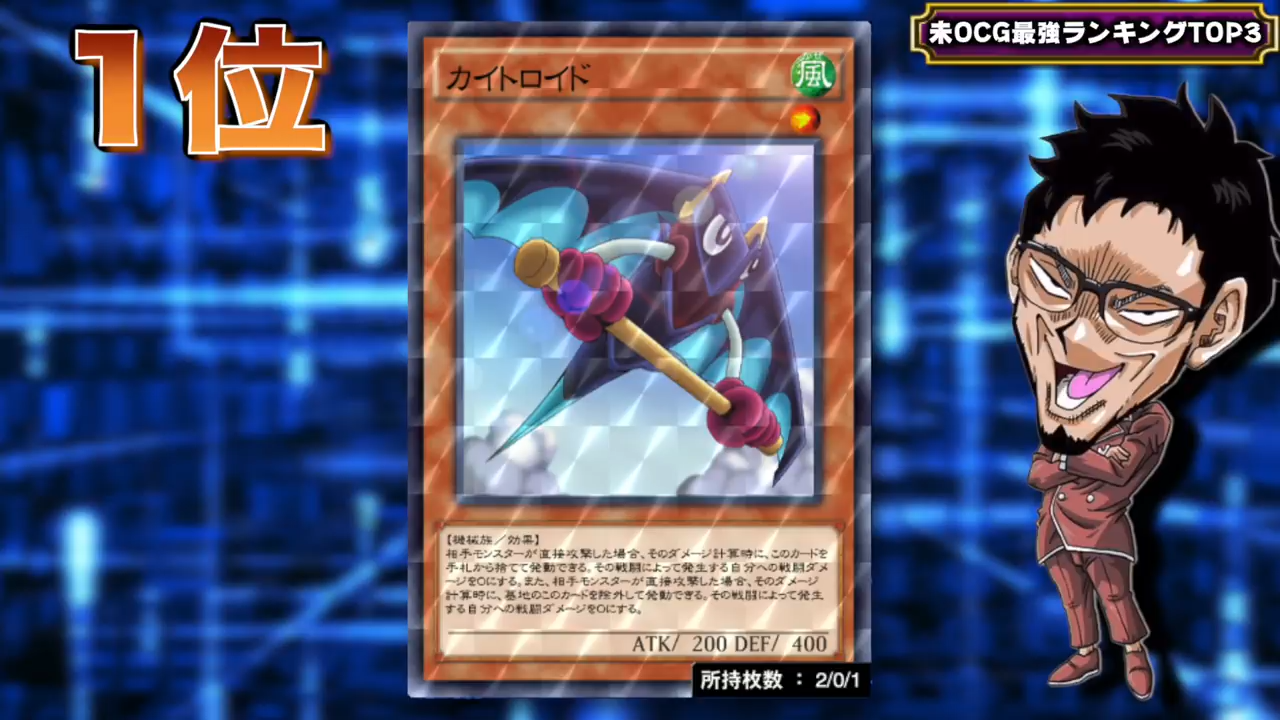 1位
未OCG最強ランキングTOP3
カイトロイド
風
【機械族／効果】
相手モンスターが直接攻撃した場合、そのダメージ計算時に、このカードを
手札から捨てて発動できる。その戦闘によって発生する自分への戦闘ダメ
ージを0にする。また、相手モンスターが直接攻撃した場合、そのダメージ
計算時に、墓地のこのカードを除外して発動できる。その戦闘によって発生
する自分への戦闘ダメージを0にする。
ATK/ 200 DEF/ 400
所持枚数 : 2/0/1